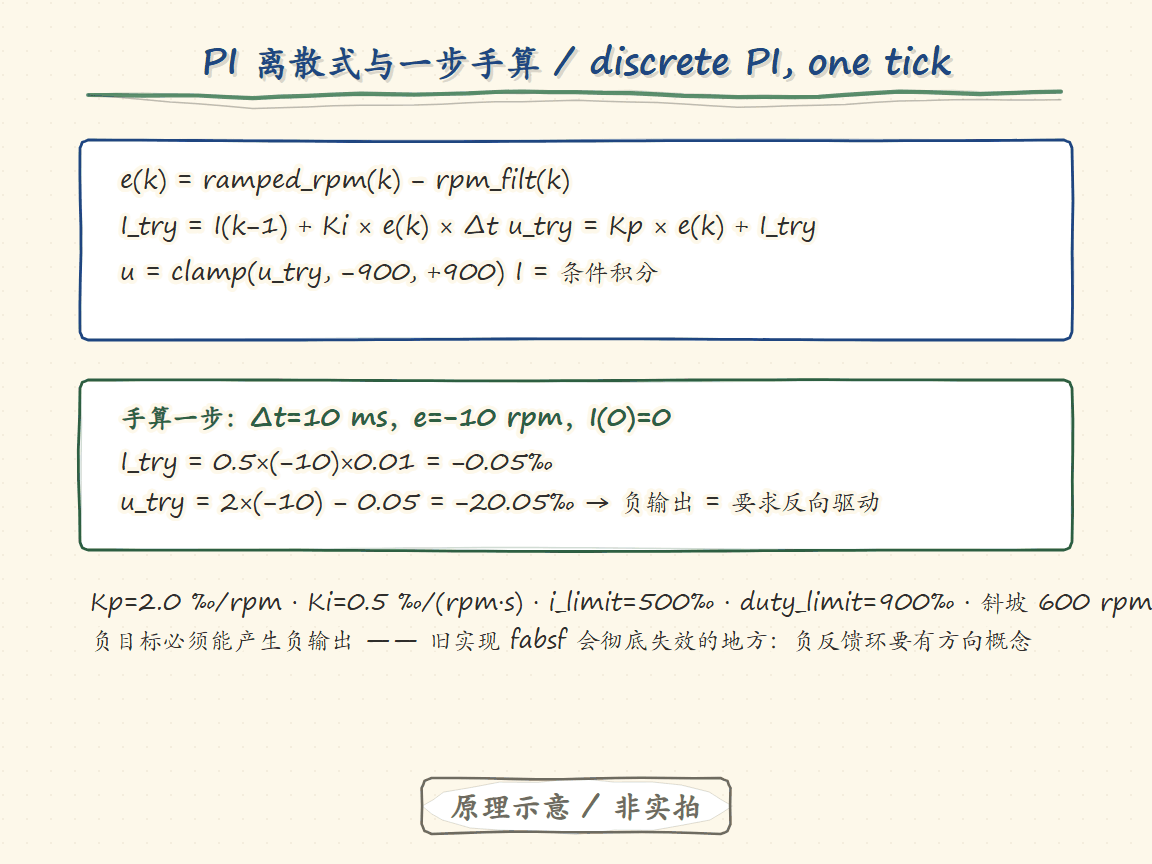 PI 离散式与一步手算 / discrete PI, one tick
e(k) = ramped_rpm(k) − rpm_filt(k)
I_try = I(k−1) + Ki × e(k) × Δt u_try = Kp × e(k) + I_try
u = clamp(u_try, −900, +900) I = 条件积分
手算一步：Δt=10 ms，e=−10 rpm，I(0)=0
I_try = 0.5×(−10)×0.01 = −0.05‰
u_try = 2×(−10) − 0.05 = −20.05‰ → 负输出 = 要求反向驱动
Kp=2.0 ‰/rpm · Ki=0.5 ‰/(rpm·s) · i_limit=500‰ · duty_limit=900‰ · 斜坡 600 rpm
负目标必须能产生负输出 —— 旧实现 fabsf 会彻底失效的地方：负反馈环要有方向概念
原理示意 / 非实拍